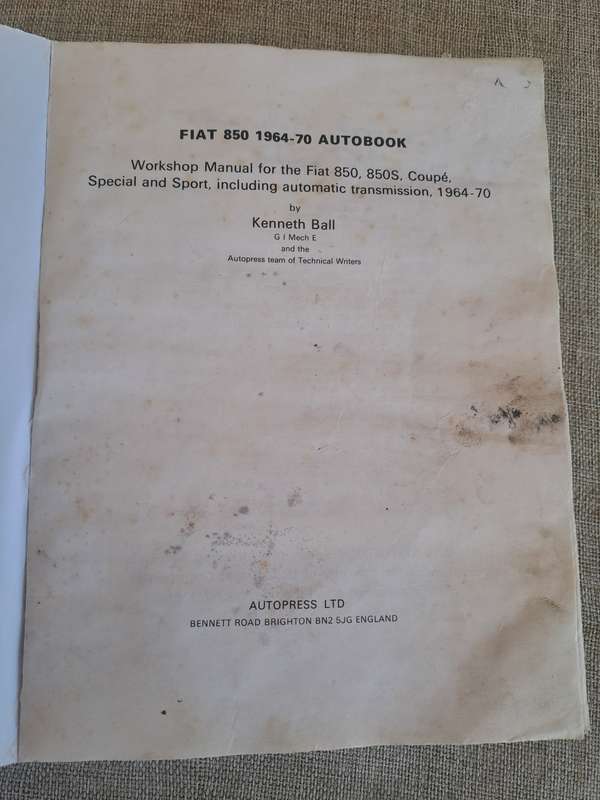 FIAT 850 1964-70 AUTOBOOK
Workshop Manual for the Fiat 850, 850S, Coupé,
Special and Sport, including automatic transmission, 1964-70
by
Kenneth Ball
G I Mech E
and the
Autopress team of Technical Writers
AUTOPRESS LTD
BENNETT ROAD BRIGHTON BN2 5JG ENGLAND